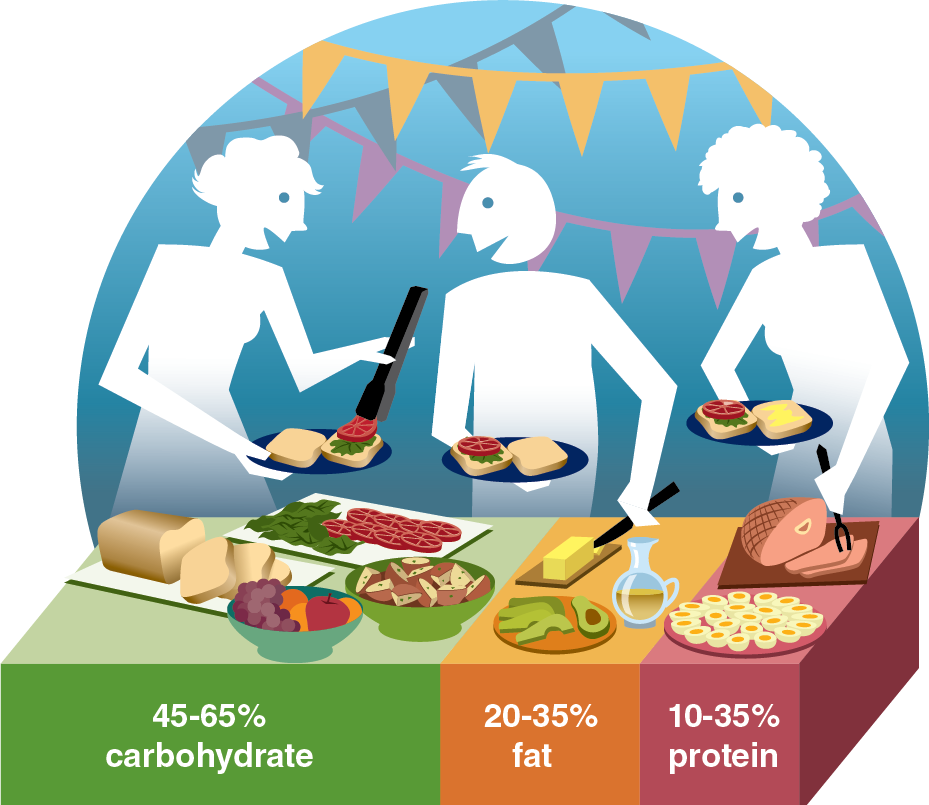 45-65%
carbohydrate
20-35%
fat
10-35%
protein